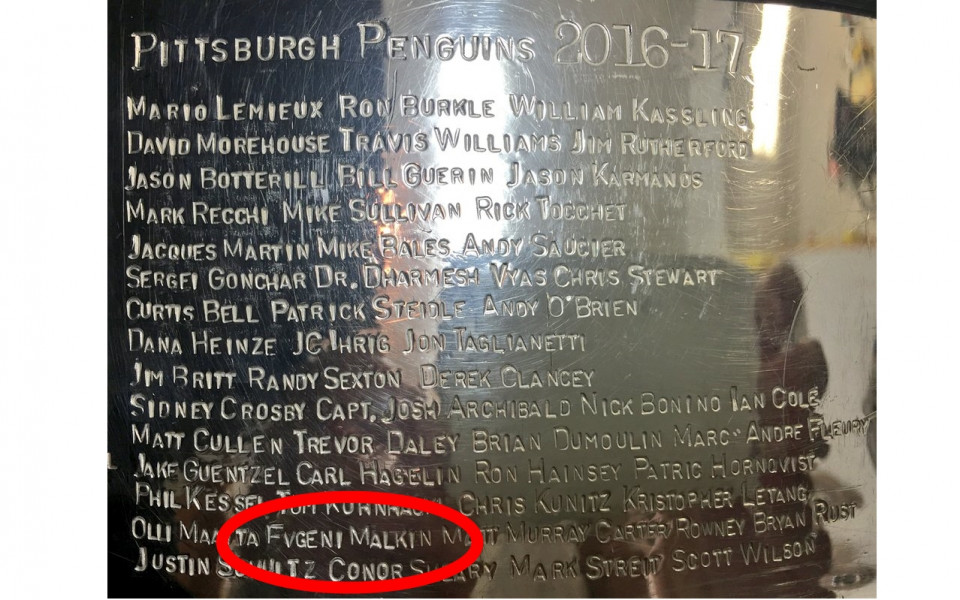 PITTSBURGH PENGUINS 2016-17
MARIO LEMIEUX RON BURKLE WILLIAM KASSLING
DAVID MOREHOUSE TRAVIS WILLIAMS JIM RUTHERFORD
JASON BOTTERILL BILL GUERIN JASON KARMANOS
MARK RECCHI MIKE SULLIVAN RICK TOCCHET
JACQUES MARTIN MIKE BALES ANDY SAUCIER
SERGEI GONCHAR DR. DHARMESH VYAS CHRIS STEWART
CURTIS BELL PATRICK STEIDLE ANDY O'BRIEN
DANA HEINZE JC IHRIG JON TAGLIANETTI
JIM BRITT RANDY SEXTON DEREK CLANCEY
SIDNEY CROSBY CAPT. JOSH ARCHIBALD NICK BONINO IAN COLE
MATT CULLEN TREVOR DALEY BRIAN DUMOULIN MARC-ANDRE FLEURY
JAKE GUENTZEL CARL HAGELIN RON HAINSEY PATRIC HORNQVIST
PHIL KESSEL TOM CHRIS KUNITZ KRISTOPHER LETANG
OLLI FVGENI MALKIN MURRAY CARTER ROWNEY BRYAN RUST
JUSTIN CONOR MARK STREIT SCOTT WILSON